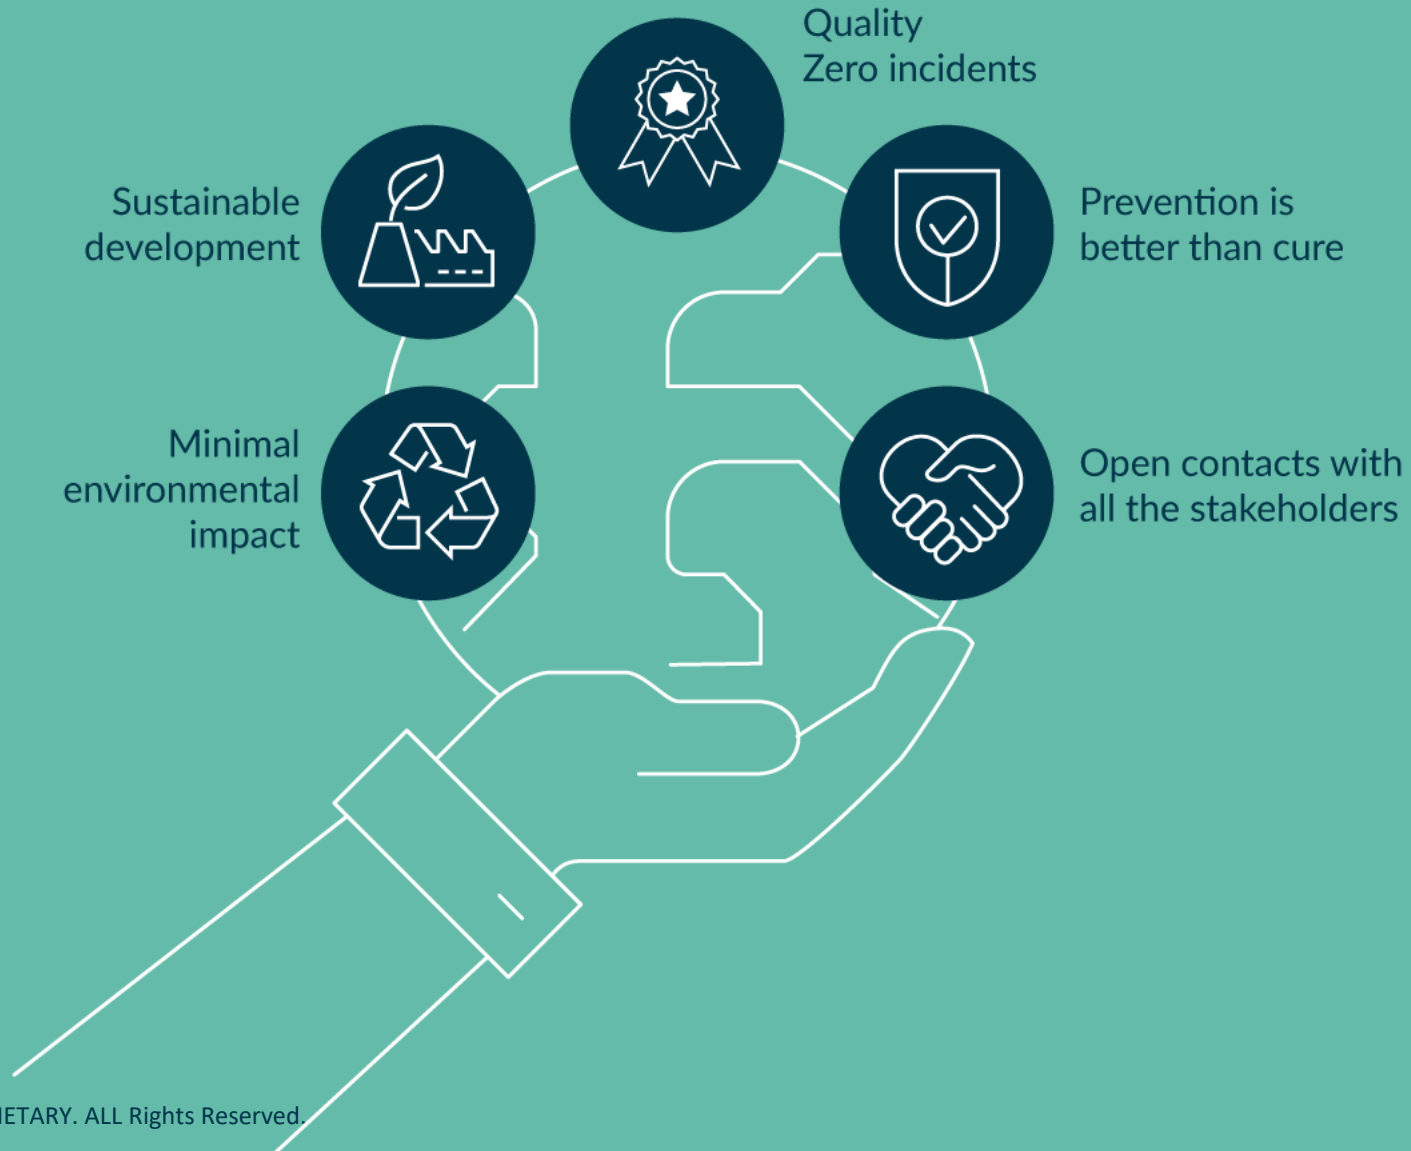 Quality
Zero incidents
Sustainable
development
Prevention is
better than cure
Minimal
environmental
impact
Open contacts with
all the stakeholders
IETARY. ALL Rights Reserved.